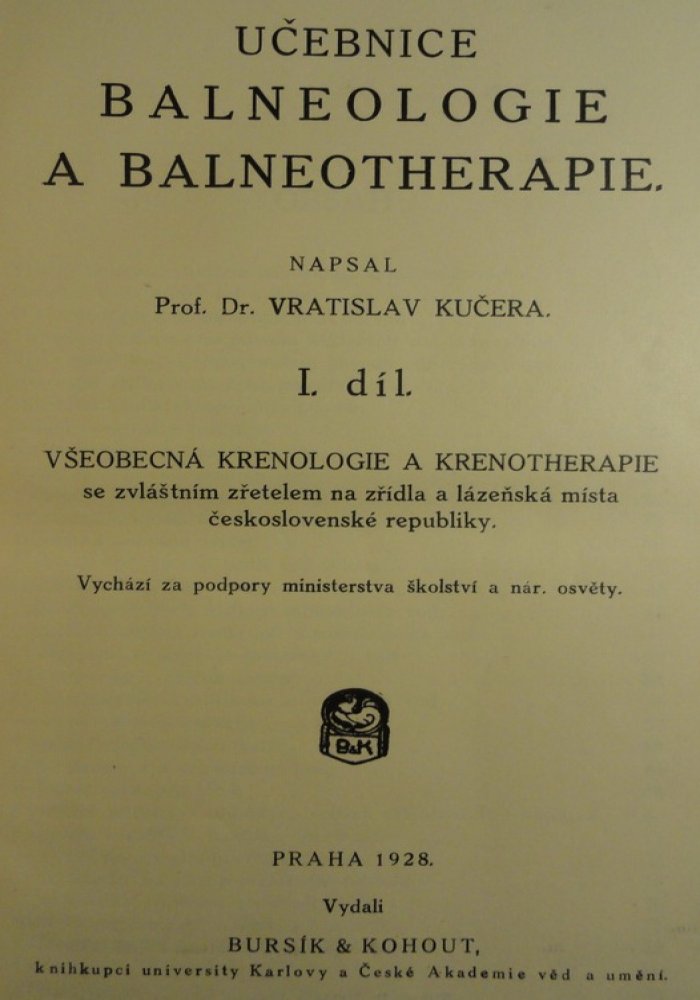 UČEBNICE
BALNEOLOGIE
A BALNEOTHERAPIE.
NAPSAL
Prof. Dr. VRATISLAV KUČERA.
I. díl.
VŠEOBECNÁ KRENOLOGIE A KRENOTHERAPIE
se zvláštním zřetelem na zřídla a lázeňská místa
československé republiky.
Vychází za podpory ministerstva školství a nár. osvěty.
B&K
PRAHA 1928.
Vydali
BURSÍK & KOHOUT,
knihkupci university Karlovy a České Akademie věd a umění.